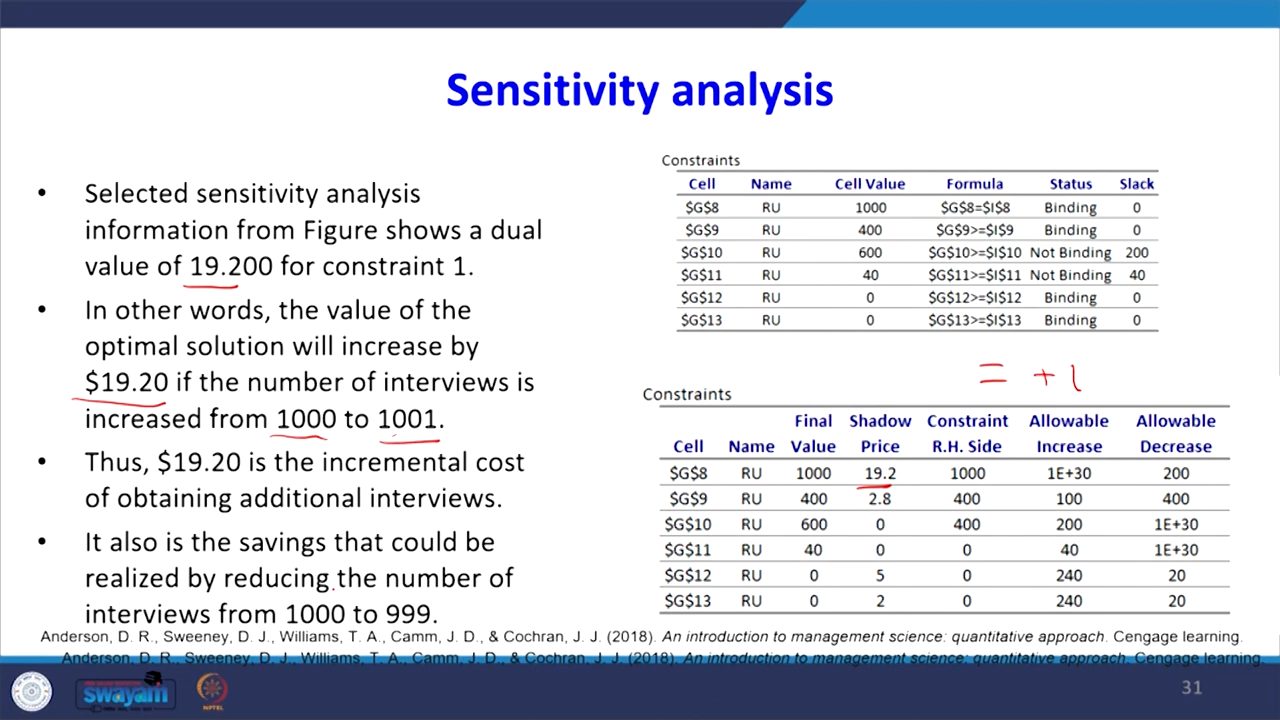 Sensitivity analysis
• Selected sensitivity analysis
information from Figure shows a dual
value of 19.200 for constraint 1.
• In other words, the value of the
optimal solution will increase by
$19.20 if the number of interviews is
increased from 1000 to 1001.
• Thus, $19.20 is the incremental cost
of obtaining additional interviews.
• It also is the savings that could be
realized by reducing the number of
interviews from 1000 to 999.
Constraints
Cell Name Cell Value Formula Status Slack
$G$8 RU 1000 $G$8=$I$8 Binding 0
$G$9 RU 400 $G$9>=$I$9 Binding 0
$G$10 RU 600 $G$10>=$I$10 Not Binding 200
$G$11 RU 40 $G$11>=$I$11 Not Binding 40
$G$12 RU 0 $G$12>=$I$12 Binding 0
$G$13 RU 0 $G$13>=$I$13 Binding 0
= +1
Constraints
Final Shadow Constraint Allowable Allowable
Cell Name Value Price R.H. Side Increase Decrease
$G$8 RU 1000 19.2 1000 1E+30 200
$G$9 RU 400 2.8 400 100 400
$G$10 RU 600 0 400 200 1E+30
$G$11 RU 40 0 0 40 1E+30
$G$12 RU 0 5 0 240 20
$G$13 RU 0 2 0 240 20
Anderson, D. R., Sweeney, D. J., Williams, T. A., Camm, J. D., & Cochran, J. J. (2018). An introduction to management science: quantitative approach. Cengage learning.
Anderson, D. R., Sweeney, D. J., Williams, T. A., Camm, J. D., & Cochran, J. J. (2018). An introduction to management science: quantitative approach. Cengage learning.
swayam
NPTEL
31